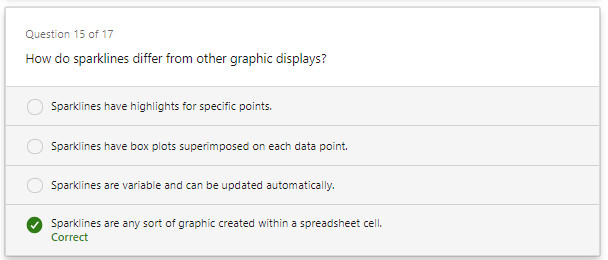 Question 15 of 17
How do sparklines differ from other graphic displays?
Sparklines have highlights for specific points.
Sparklines have box plots superimposed on each data point.
Sparklines are variable and can be updated automatically.
Sparklines are any sort of graphic created within a spreadsheet cell.
Correct